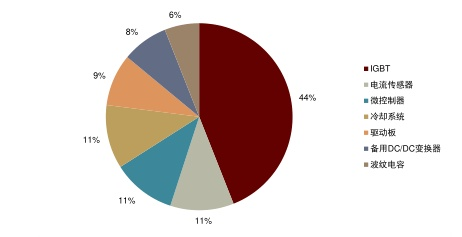 6%
8%
9%
44%
11%
11%
11%
IGBT
电流传感器
微控制器
冷却系统
驱动板
备用DC/DC变换器
波纹电容